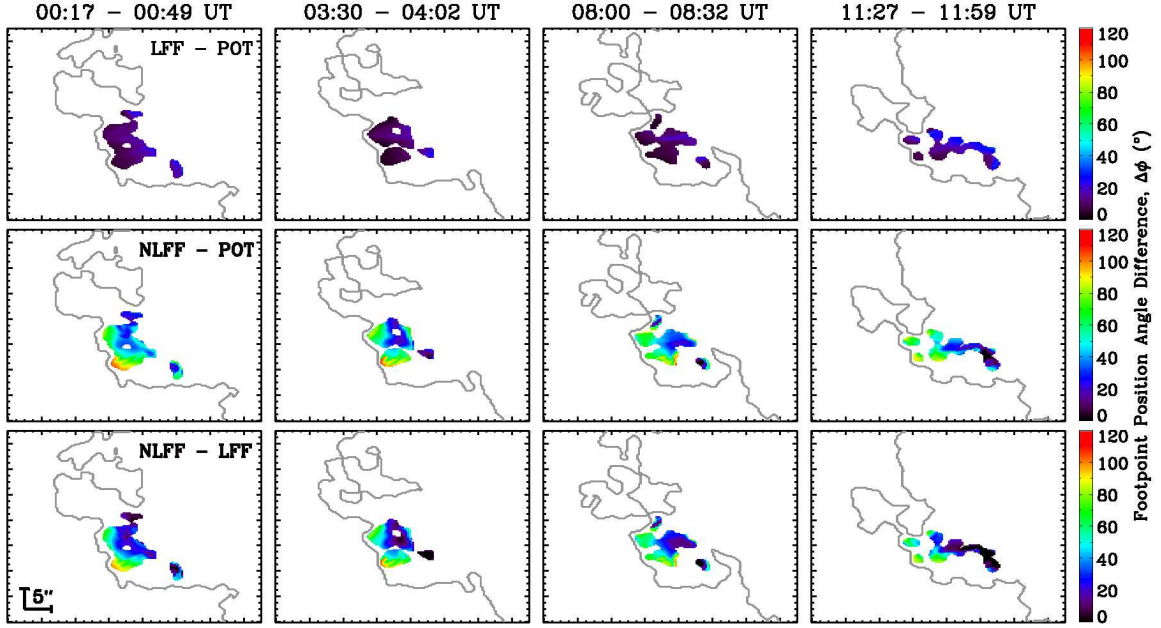 00:17 - 00:49 UT
03:30 - 04:02 UT
08:00 - 08:32 UT
11:27 - 11:59 UT
LFF - POT
120
100
80
60
40
20
0
NLFF - POT
120
100
80
60
40
20
0
NLFF - LFF
120
100
80
60
40
20
0
5"
Footpoint Position Angle Difference, Δϕ (°)